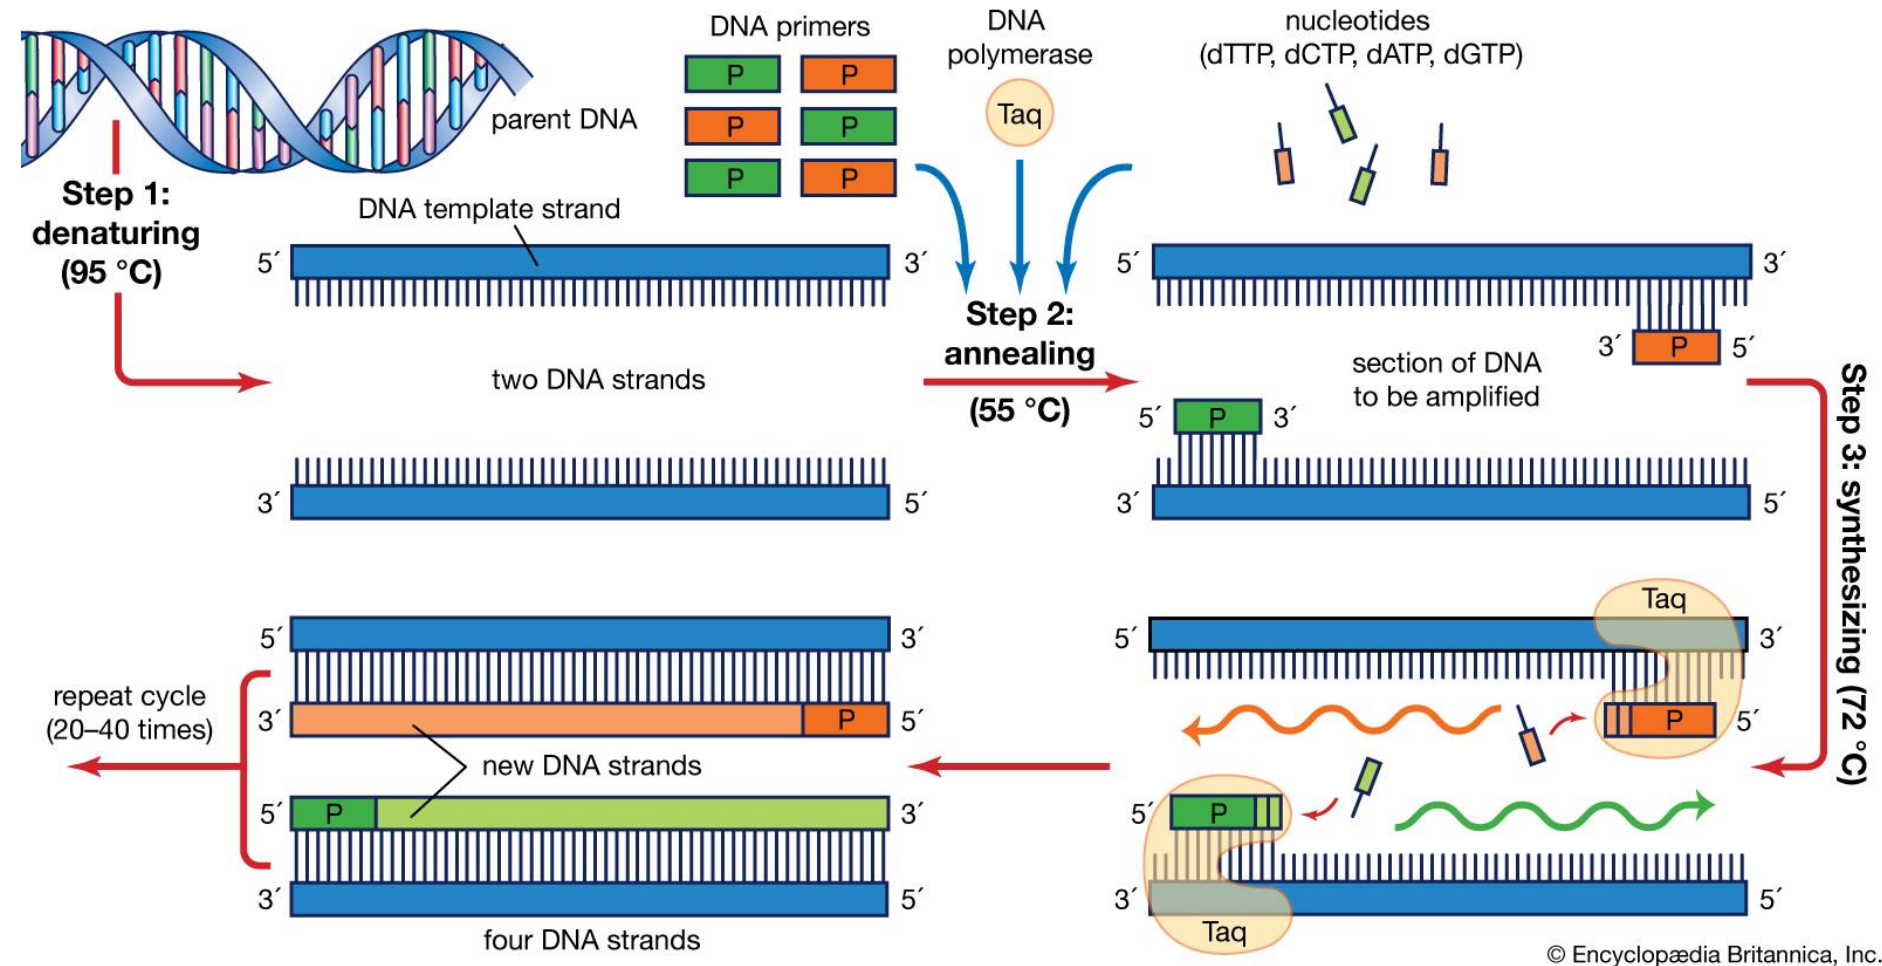 parent DNA
Step 1:
denaturing
(95 °C)
DNA primers
P P
P P
P P
DNA
polymerase
Taq
nucleotides
(dTTP, dCTP, dATP, dGTP)
DNA template strand
5´ 3´
two DNA strands
3´ 5´
Step 2:
annealing
(55 °C)
5´ 3´
3´ P 5´
section of DNA
to be amplified
5´ P 3´
3´ 5´
Step 3: synthesizing (72 °C)
Taq
5´ 3´
P 5´
5´ P
3´ 5´
Taq
5´ 3´
3´ P 5´
new DNA strands
5´ P 3´
3´ 5´
four DNA strands
repeat cycle
(20–40 times)
© Encyclopædia Britannica, Inc.